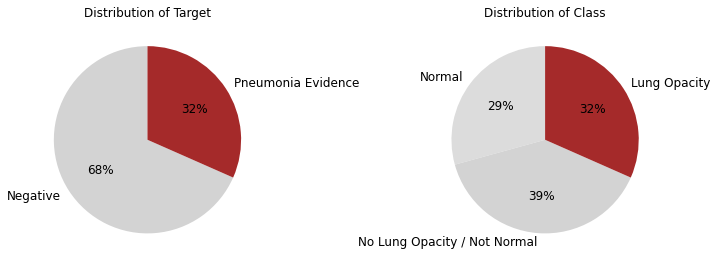 Distribution of Target
Pneumonia Evidence
32%
68%
Negative
Distribution of Class
Normal
Lung Opacity
29%
32%
39%
No Lung Opacity / Not Normal